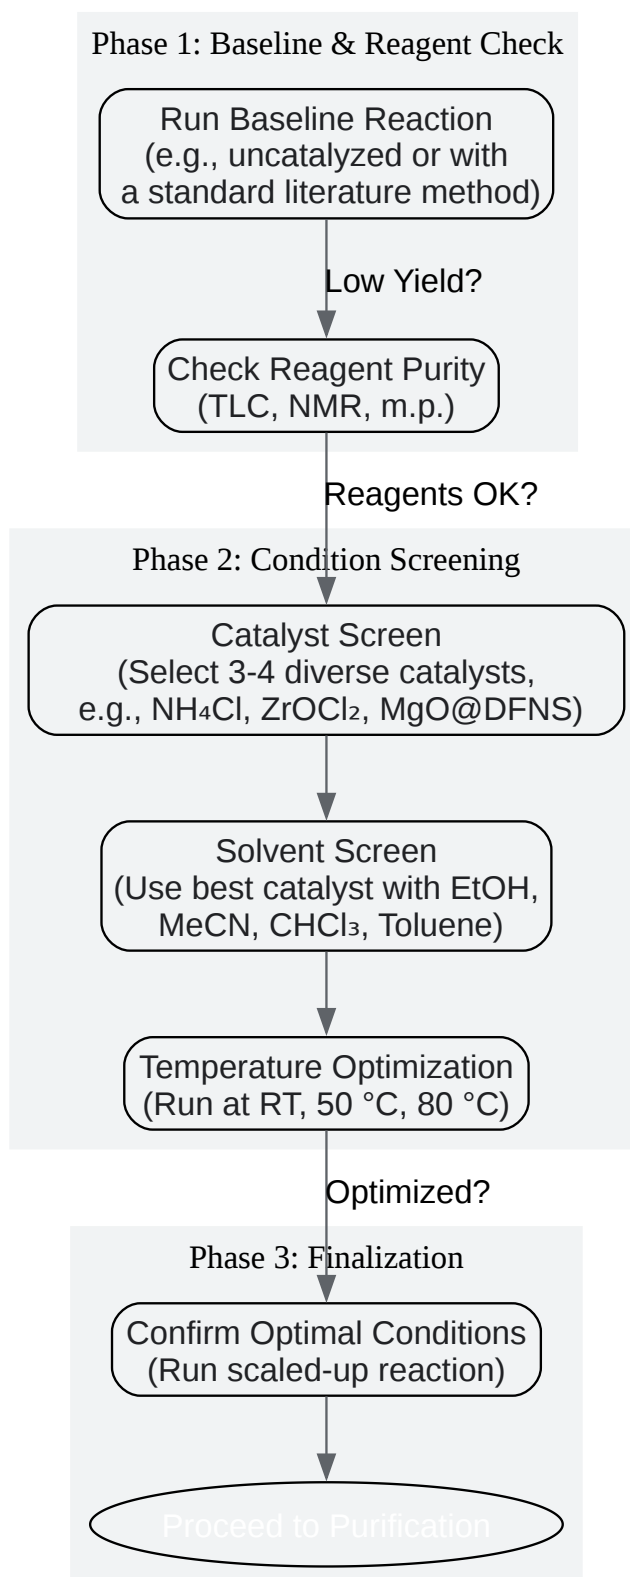 Phase 1: Baseline & Reagent Check
Run Baseline Reaction
(e.g., uncatalyzed or with
a standard literature method)
Low Yield?
Check Reagent Purity
(TLC, NMR, m.p.)
Reagents OK?
Phase 2: Condition Screening
Catalyst Screen
(Select 3-4 diverse catalysts,
e.g., NH₄Cl, ZrOCl₂, MgO@DFNS)
Solvent Screen
(Use best catalyst with EtOH,
MeCN, CHCl₃, Toluene)
Temperature Optimization
(Run at RT, 50 °C, 80 °C)
Optimized?
Phase 3: Finalization
Confirm Optimal Conditions
(Run scaled-up reaction)
Proceed to Purification